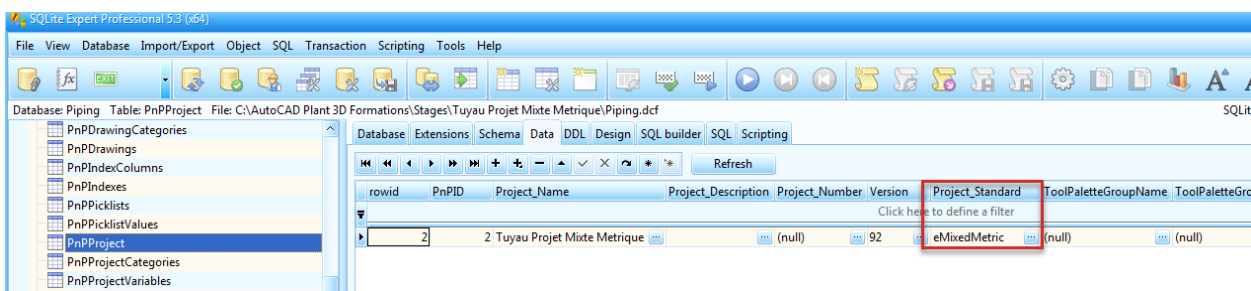 SQLite Expert Professional 5.3 (x64)
File View Database Import/Export Object SQL Transaction Scripting Tools Help
fx EXIT A
Database: Piping Table: PnPProject File: C:\AutoCAD Plant 3D Formations\Stages\Tuyau Projet Mixte Metrique\Piping.dcf SQLit
PnPDrawingCategories
PnPDrawings
PnPIndexColumns
PnPIndexes
PnPPicklists
PnPPicklistValues
PnPProject
PnPProjectCategories
PnPProjectVariables
Database Extensions Schema Data DDL Design SQL builder SQL Scripting
Refresh
rowid PnPID Project_Name Project_Description Project_Number Version Project_Standard ToolPaletteGroupName ToolPaletteGro
Click here to define a filter
2 2 Tuyau Projet Mixte Metrique (null) 92 eMixedMetric (null) (null)